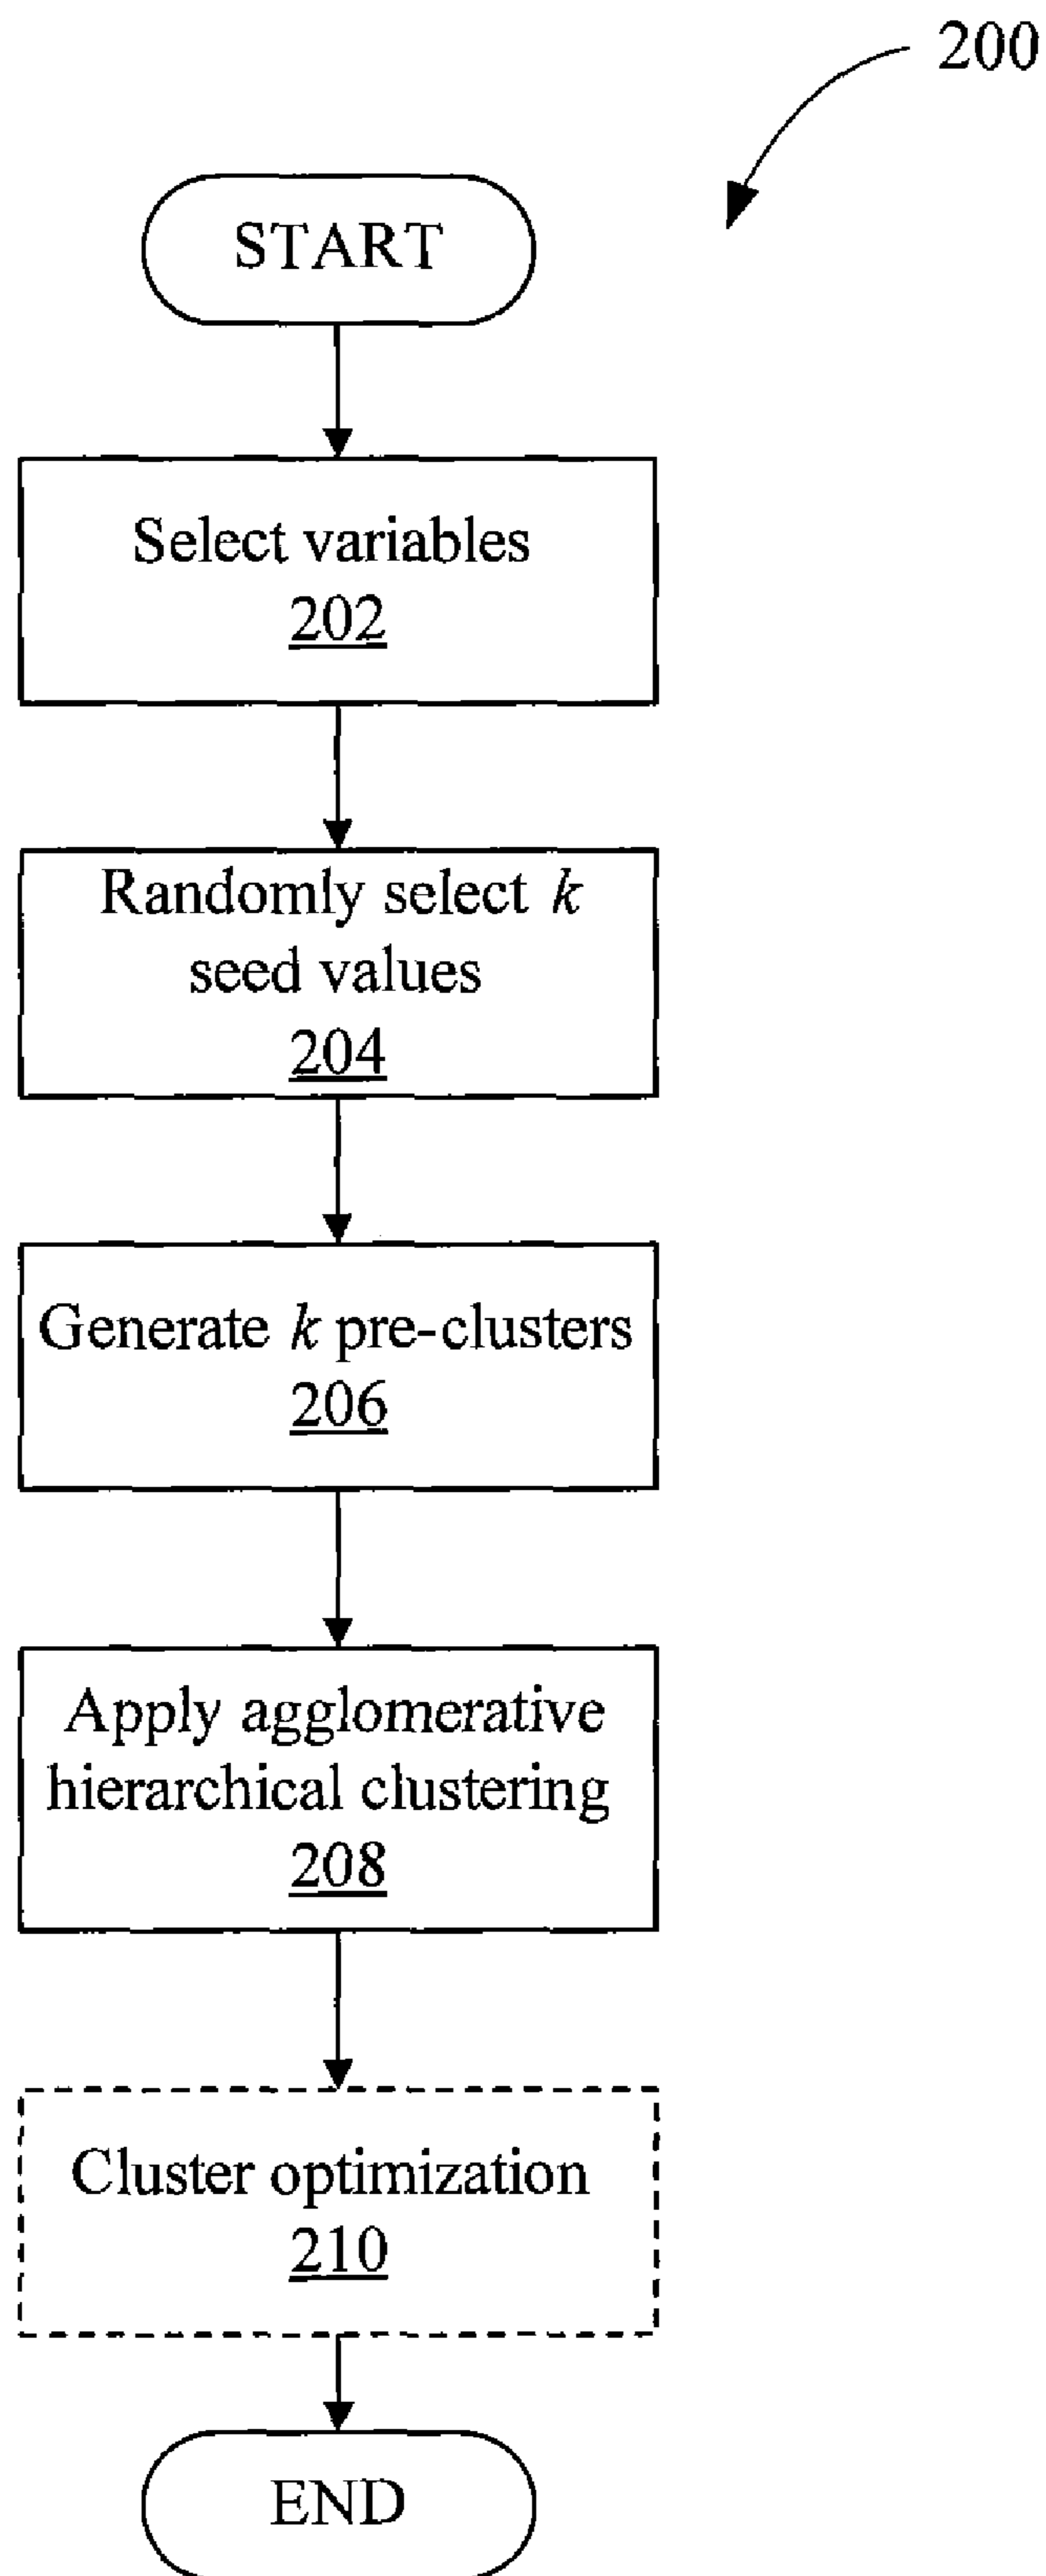 200
START
Select variables
202
Randomly select k
seed values
204
Generate k pre-clusters
206
Apply agglomerative
hierarchical clustering
208
Cluster optimization
210
END